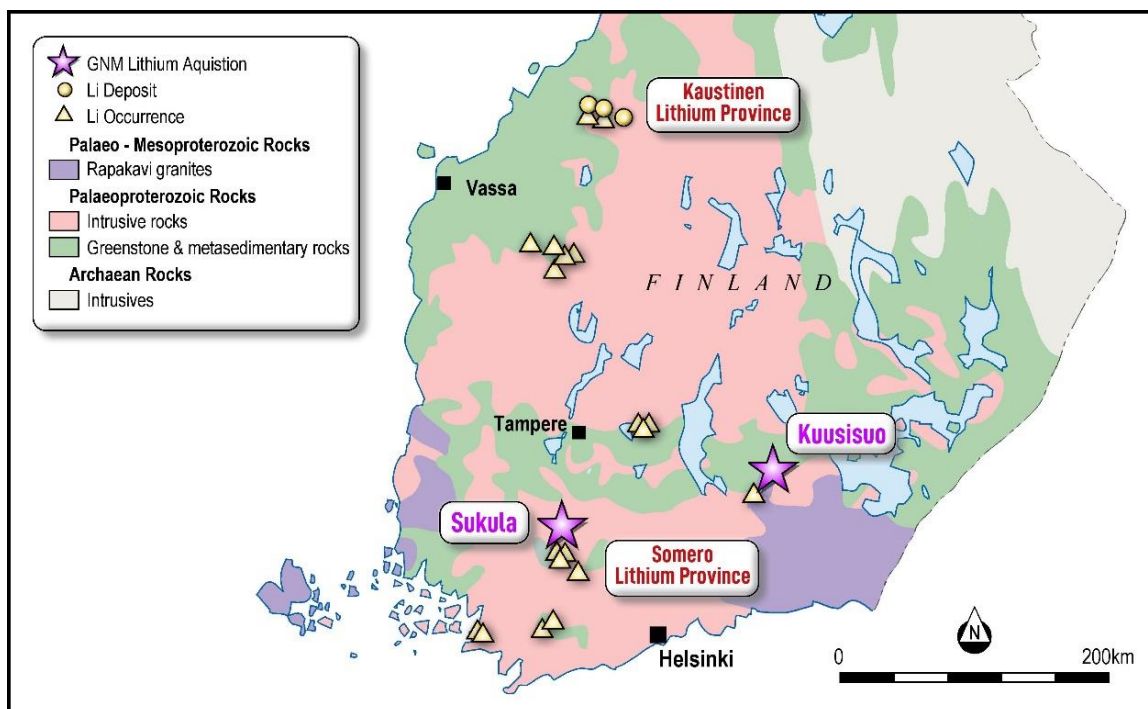 GNM Lithium Aquistion
Li Deposit
Li Occurrence
Palaeo - Mesoproterozoic Rocks
Rapakavi granites
Palaeoproterozoic Rocks
Intrusive rocks
Greenstone & metasedimentary rocks
Archaean Rocks
Intrusives
Kaustinen
Lithium Province
Vassa
FINLAND
Tampere
Kuusisuo
Sukula
Somero
Lithium Province
Helsinki
N
0
200km